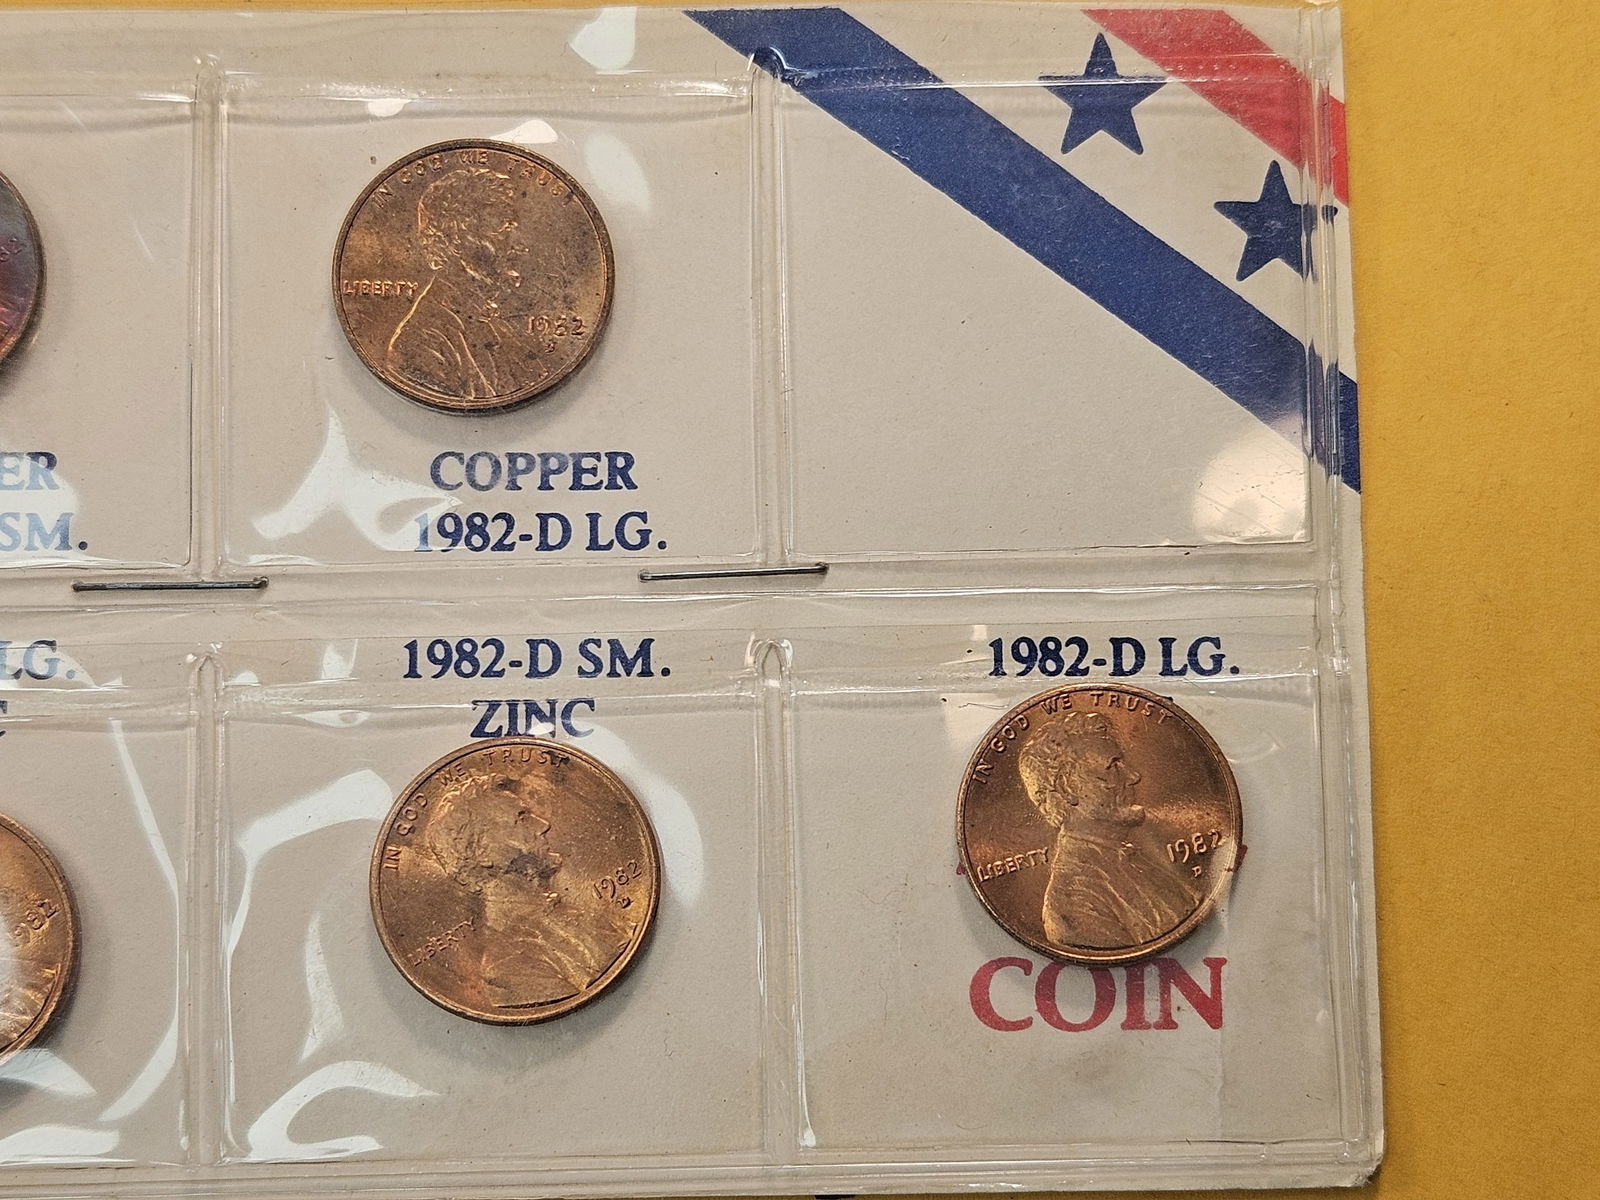 IN GOD WE TRUST
LIBERTY
1982
D
ER
SM.
COPPER
1982-D LG.
LG.
1982-D SM.
ZINC
1982-D LG.
1982
IN GOD WE TRUST
LIBERTY
1982
D
IN GOD WE TRUST
LIBERTY
1982
D
COIN